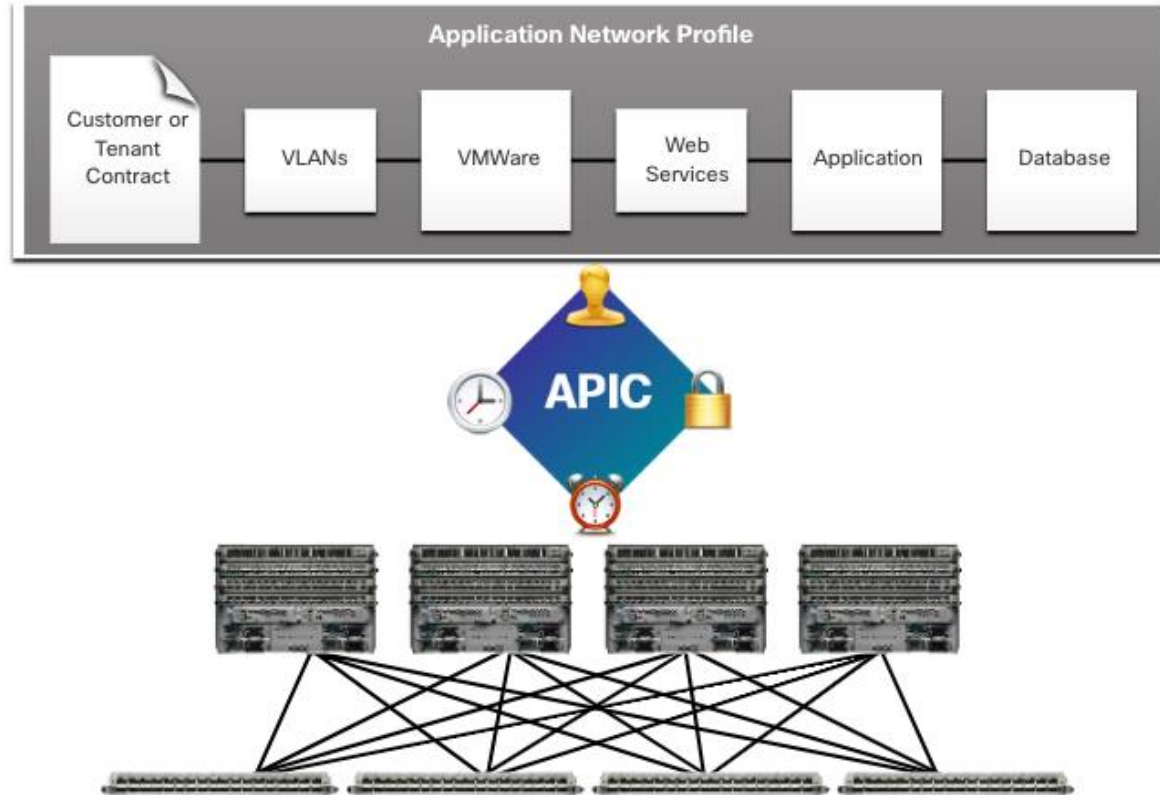 Application Network Profile
Customer or
Tenant
Contract
VLANs
VMWare
Web
Services
Application
Database
APIC